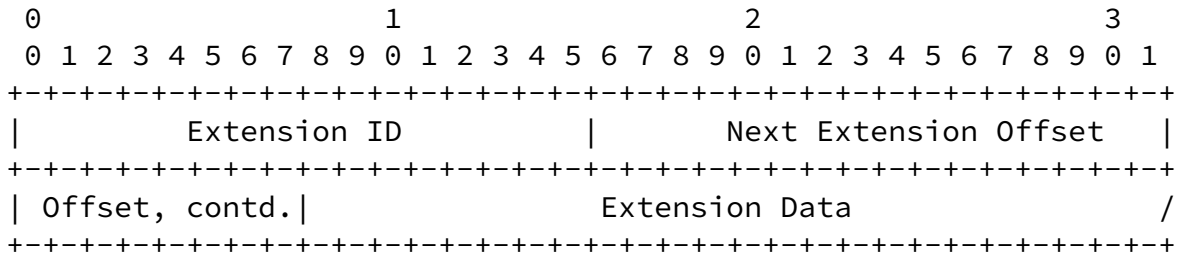 0                   1                   2                   3
 0 1 2 3 4 5 6 7 8 9 0 1 2 3 4 5 6 7 8 9 0 1 2 3 4 5 6 7 8 9 0 1
+-+-+-+-+-+-+-+-+-+-+-+-+-+-+-+-+-+-+-+-+-+-+-+-+-+-+-+-+-+-+-+-+
|         Extension ID          |       Next Extension Offset   |
+-+-+-+-+-+-+-+-+-+-+-+-+-+-+-+-+-+-+-+-+-+-+-+-+-+-+-+-+-+-+-+-+
| Offset, contd.|                Extension Data                 /
+-+-+-+-+-+-+-+-+-+-+-+-+-+-+-+-+-+-+-+-+-+-+-+-+-+-+-+-+-+-+-+-+